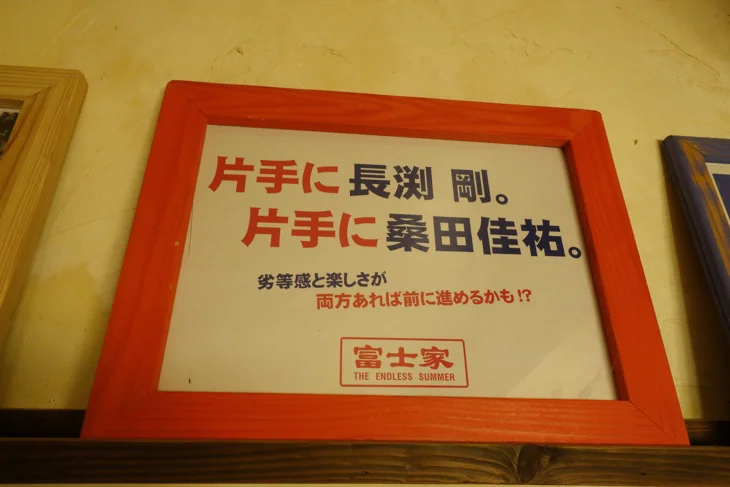 片手に 長渕 剛。
片手に 桑田佳祐。
劣等感と楽しさが
両方あれば前に進めるかも!?
富士家
THE ENDLESS SUMMER